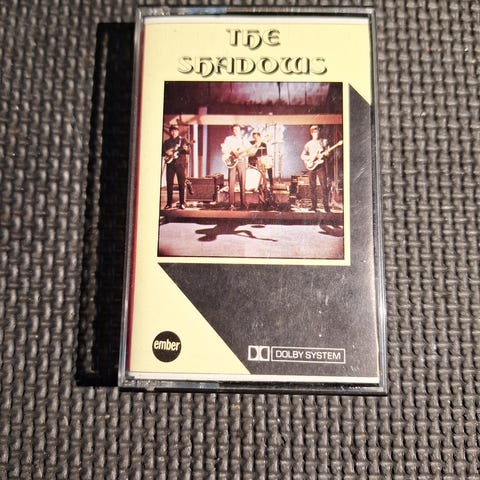 THE
SHADOWS
ember
DOLBY SYSTEM